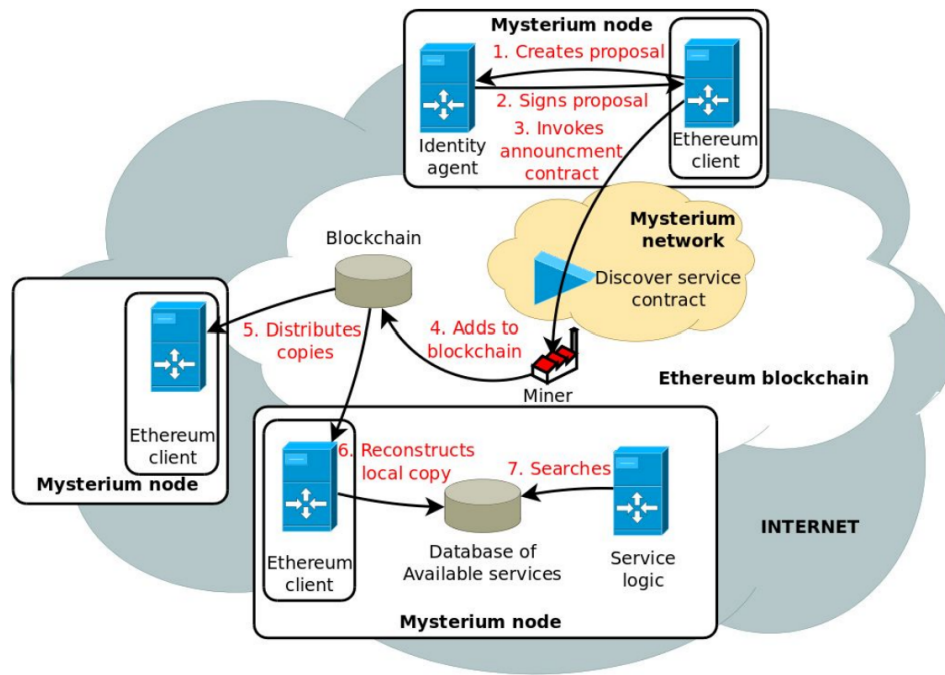 Mysterium node
1. Creates proposal
2. Signs proposal
3. Invokes
announcment
contract
Identity
agent
Ethereum
client
Mysterium
network
Discover service
contract
Blockchain
5. Distributes
copies
4. Adds to
blockchain
Miner
Ethereum blockchain
Ethereum
client
Mysterium node
6. Reconstructs
local copy
7. Searches
INTERNET
Ethereum
client
Database of
Available services
Service
logic
Mysterium node